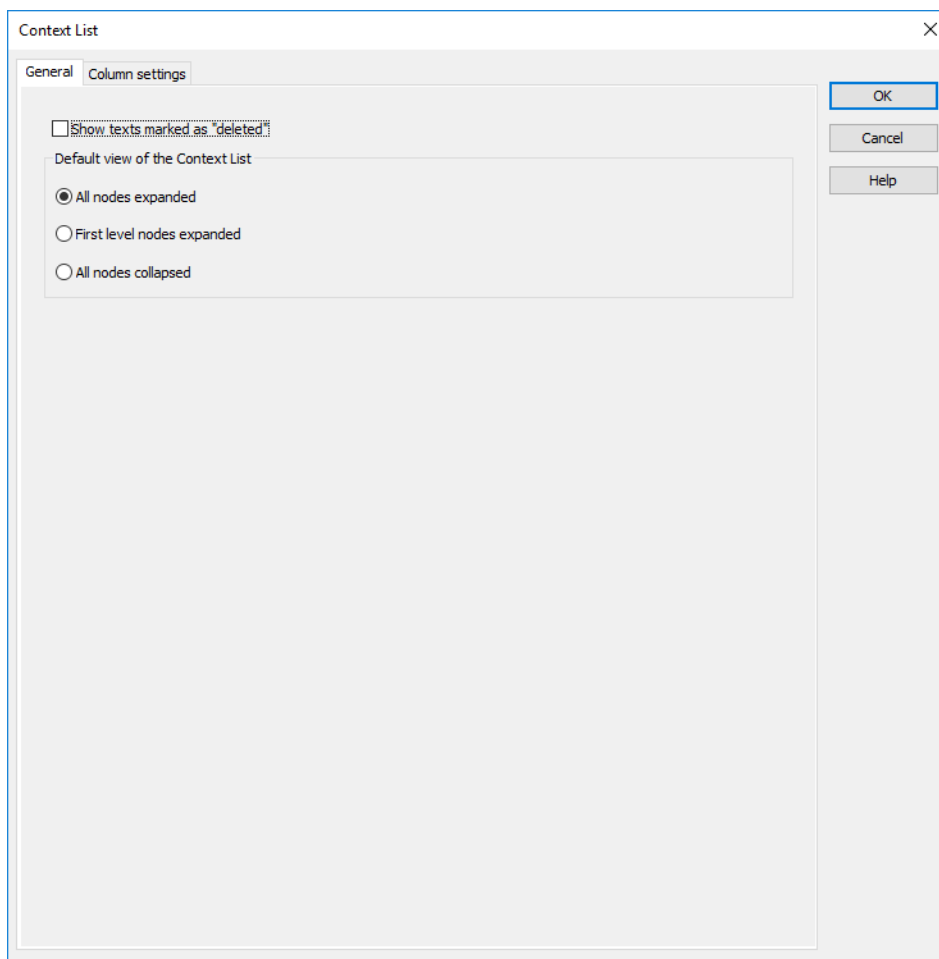 Context List
General
Column settings
OK
Show texts marked as "deleted"
Cancel
Default view of the Context List
Help
All nodes expanded
First level nodes expanded
All nodes collapsed